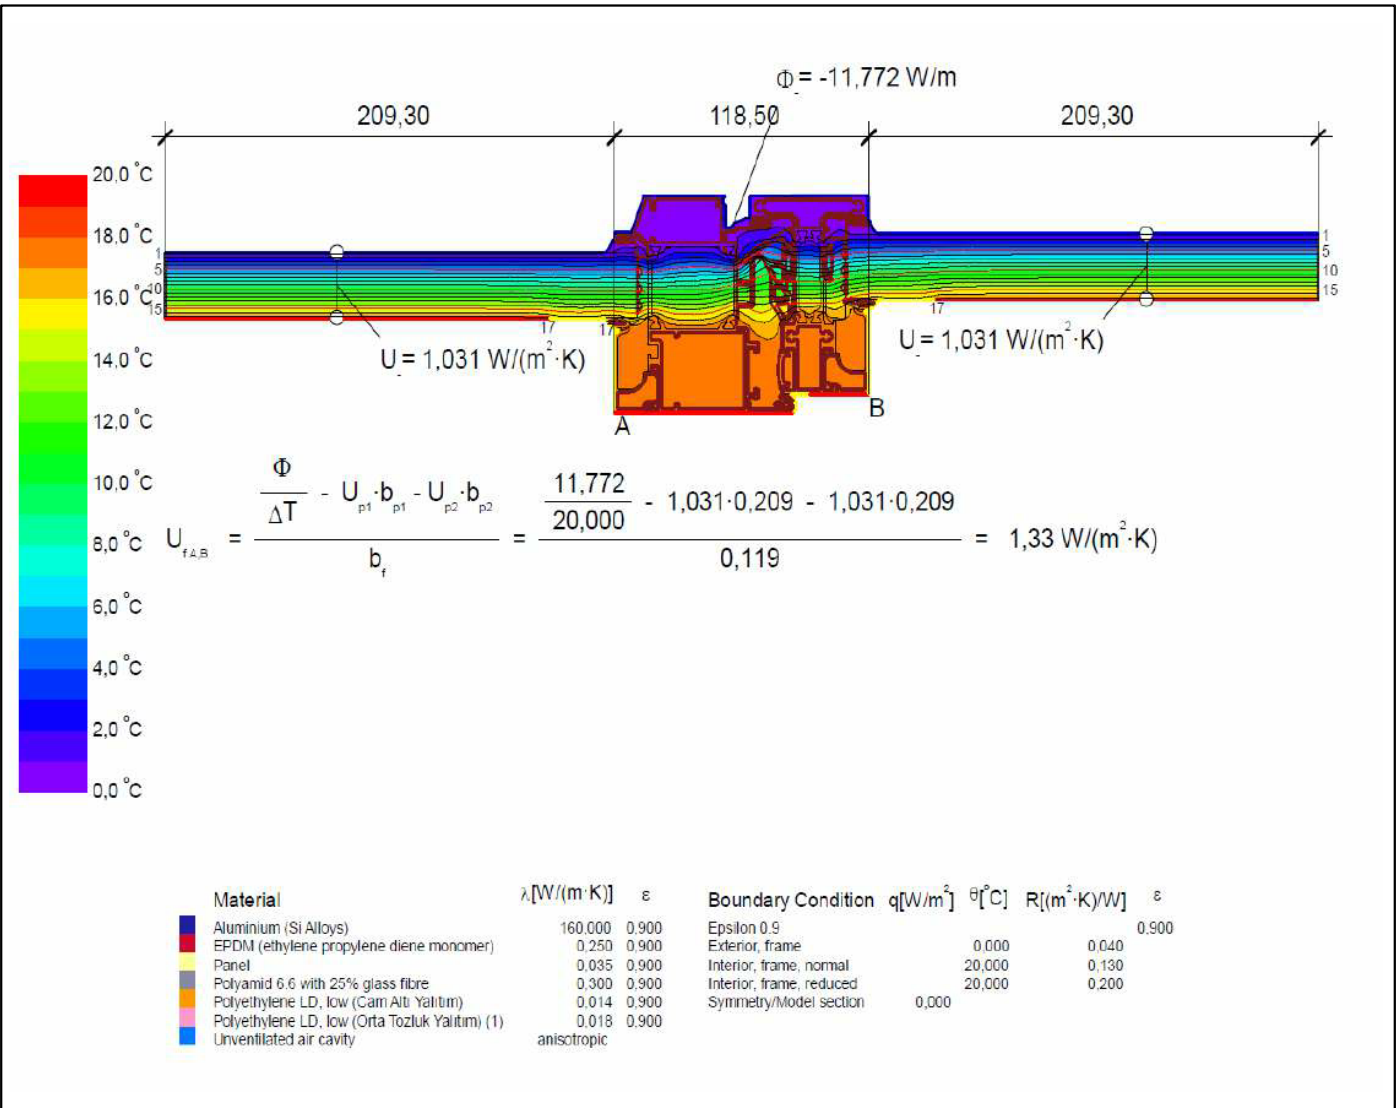 Φ = -11,772 W/m
209,30 118,50 209,30
20,0 °C
18,0 °C
16,0 °C
14,0 °C
12,0 °C
10,0 °C
8,0 °C
6,0 °C
4,0 °C
2,0 °C
0,0 °C
1
5
10
15
17
17
1
5
10
15
17
U = 1,031 W/(m²·K)
U = 1,031 W/(m²·K)
A
B
U f A,B = (Φ/ΔT - U p1 · b p1 - U p2 · b p2) / b f = (11,772/20,000 - 1,031·0,209 - 1,031·0,209) / 0,119 = 1,33 W/(m²·K)
Material λ[W/(m·K)] ε
Aluminium (Si Alloys) 160,000 0,900
EPDM (ethylene propylene diene monomer) 0,250 0,900
Panel 0,035 0,900
Polyamid 6.6 with 25% glass fibre 0,300 0,900
Polyethylene LD, low (Cam Altı Yalıtım) 0,014 0,900
Polyethylene LD, low (Orta Tozluk Yalıtım) (1) 0,018 0,900
Unventilated air cavity anisotropic
Boundary Condition q[W/m²] θ[°C] R[(m²·K)/W] ε
Epsilon 0.9 0,900
Exterior, frame 0,000 0,040
Interior, frame, normal 20,000 0,130
Interior, frame, reduced 20,000 0,200
Symmetry/Model section 0,000